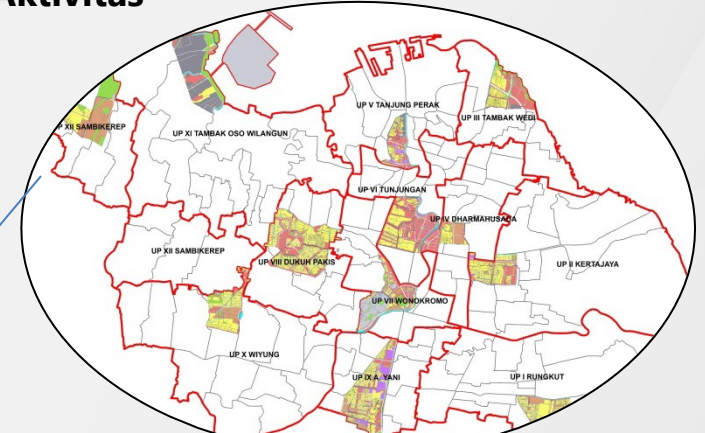 Aktivitas
UP V TANJUNG PERAK
UP III TAMBAK WEDI
UP XII SAMBIKEREP
UP XI TAMBAK OSO WILANGUN
UP VI TUNJUNGAN
UP IV DHARMAHUSADA
UP XII SAMBIKEREP
UP VIII DUKUH PAKIS
UP II KERTAJAYA
UP VII WONOKROMO
UP X WIYUNG
UP IX A. YANI
UP I RUNGKUT